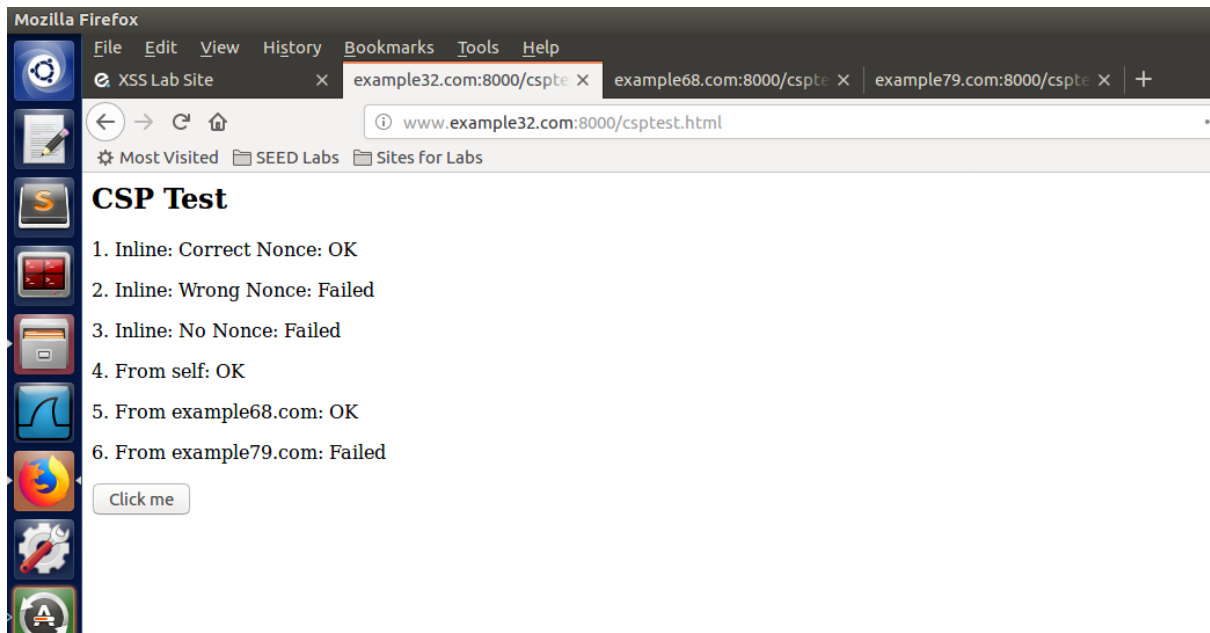 Mozilla Firefox
File Edit View History Bookmarks Tools Help
XSS Lab Site example32.com:8000/cspte example68.com:8000/cspte example79.com:8000/cspte
www.example32.com:8000/csptest.html
Most Visited SEED Labs Sites for Labs
CSP Test
1. Inline: Correct Nonce: OK
2. Inline: Wrong Nonce: Failed
3. Inline: No Nonce: Failed
4. From self: OK
5. From example68.com: OK
6. From example79.com: Failed
Click me